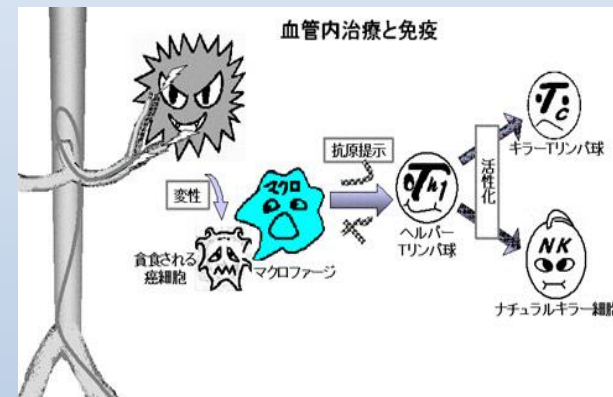 血管内治療と免疫
抗原提示
キラーTリンパ球
活性化
変性
マクロ
Th1
Tc
ヘルパー
Tリンパ球
NK
貪食される
癌細胞
マクロファージ
ナチュラルキラー細胞